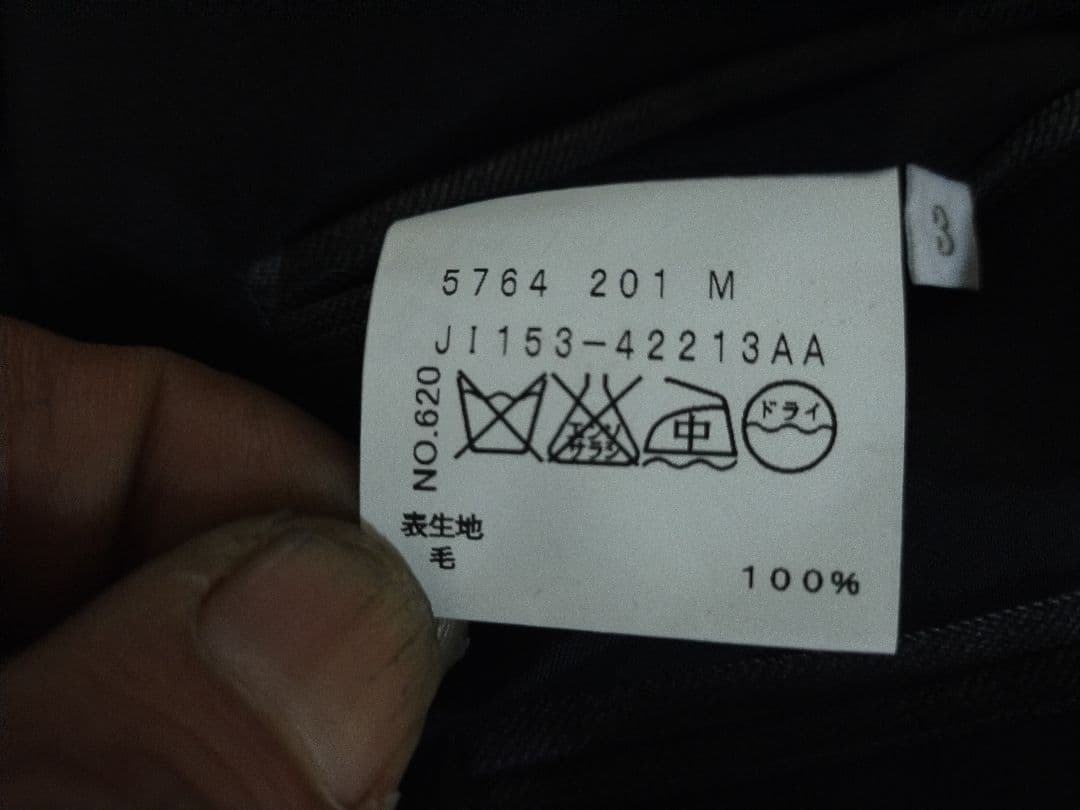 5764 201 M
JI153-42213AA
NO.620
エンソ
サラシ
中
ドライ
表生地
毛
100%
3